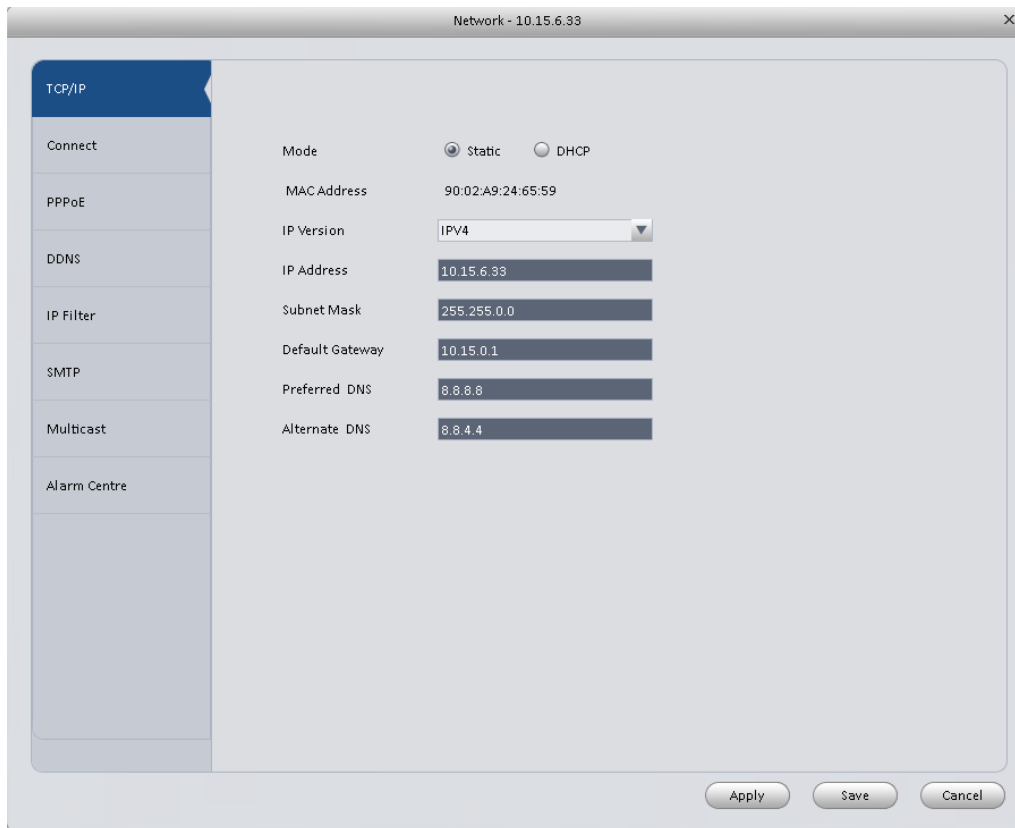 Network - 10.15.6.33
TCP/IP
Connect
PPPoE
DDNS
IP Filter
SMTP
Multicast
Alarm Centre
Mode Static DHCP
MAC Address 90:02:A9:24:65:59
IP Version IPV4
IP Address 10.15.6.33
Subnet Mask 255.255.0.0
Default Gateway 10.15.0.1
Preferred DNS 8.8.8.8
Alternate DNS 8.8.4.4
Apply Save Cancel